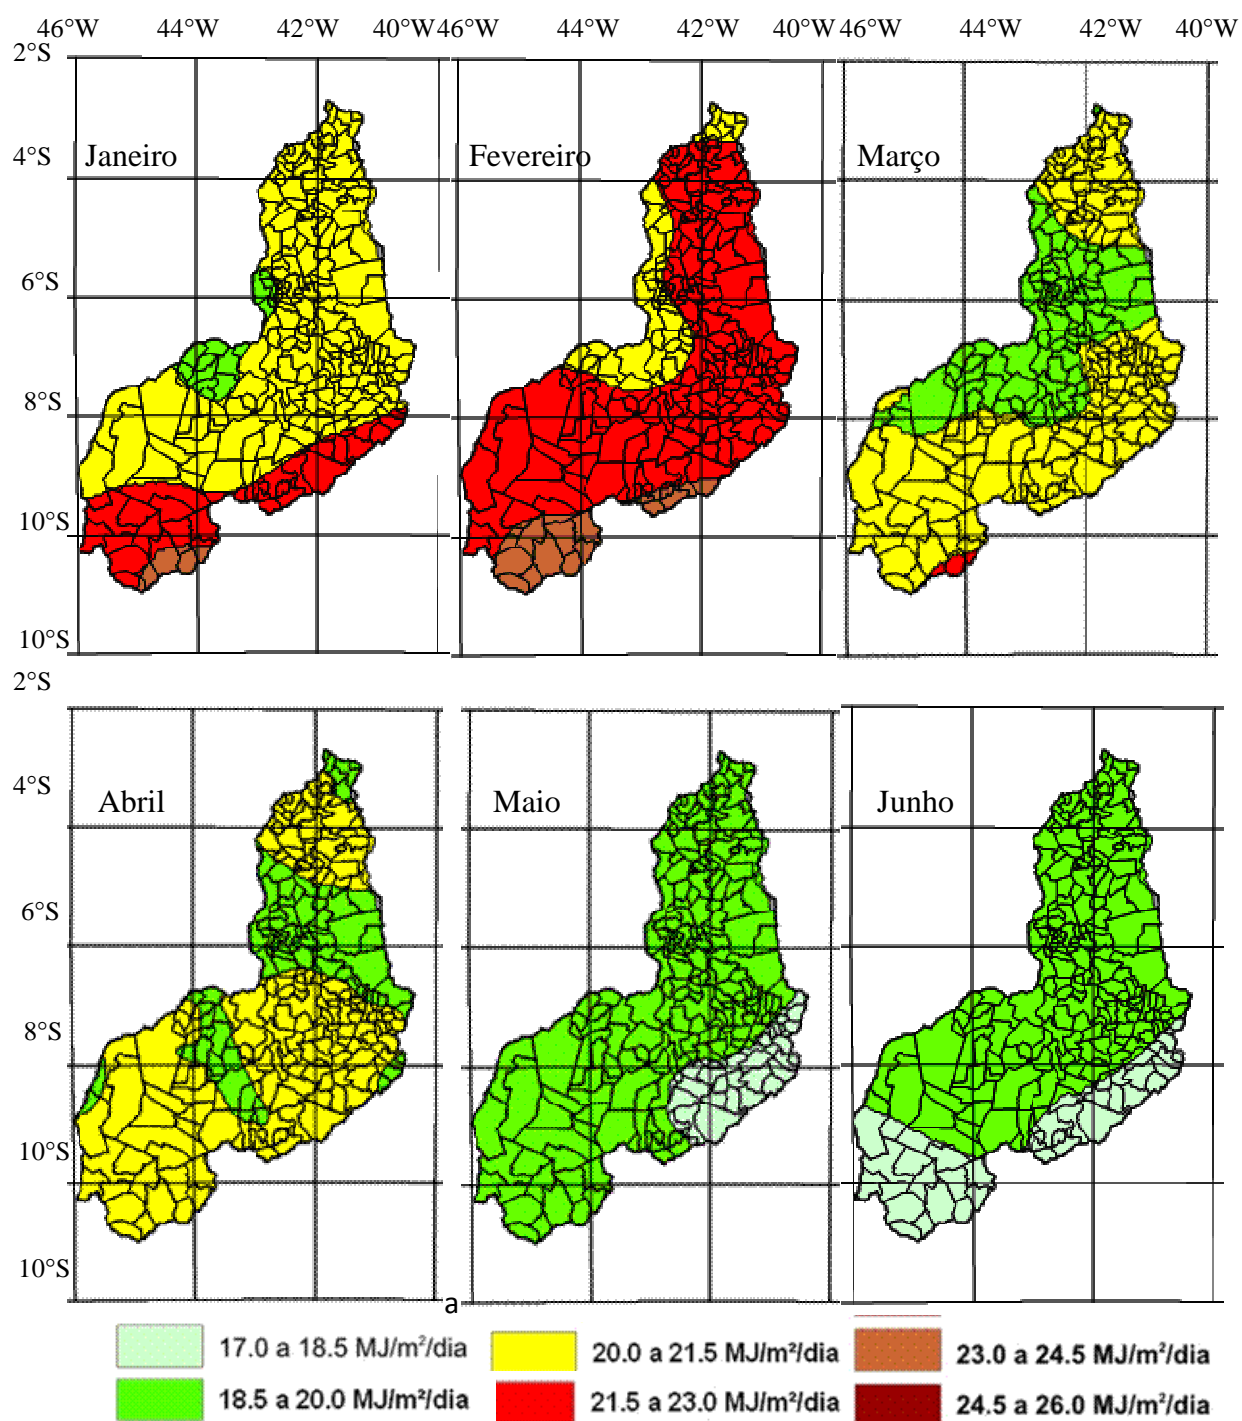 46°W 44°W 42°W 40°W 46°W 44°W 42°W 40°W 46°W 44°W 42°W 40°W
2°S
4°S Janeiro Fevereiro Março
6°S
8°S
10°S
10°S
2°S
4°S Abril Maio Junho
6°S
8°S
10°S
10°S
a
17.0 a 18.5 MJ/m²/dia 20.0 a 21.5 MJ/m²/dia 23.0 a 24.5 MJ/m²/dia
18.5 a 20.0 MJ/m²/dia 21.5 a 23.0 MJ/m²/dia 24.5 a 26.0 MJ/m²/dia